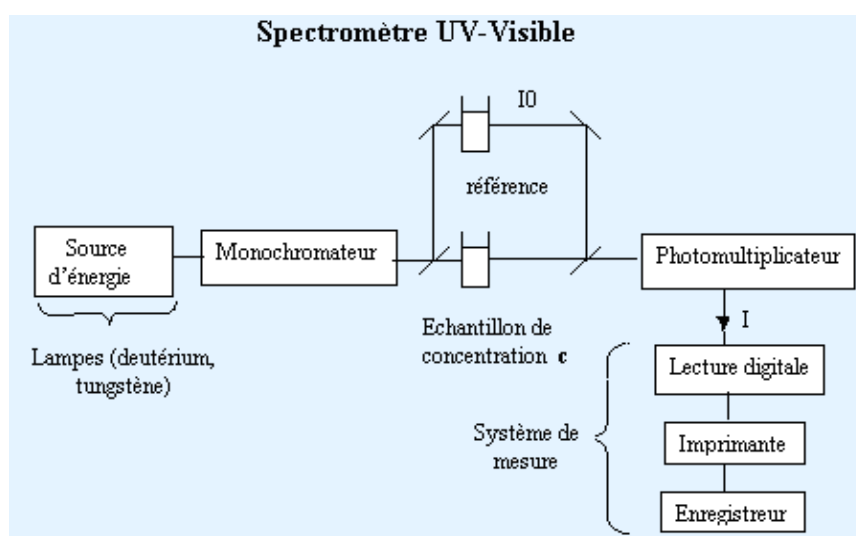 Spectromètre UV-Visible
I0
référence
Source
d'énergie
Monochromateur
Photomultiplicateur
I
Lampes (deutérium,
tungstène)
Echantillon de
concentration c
Lecture digitale
Système de
mesure
Imprimante
Enregistreur